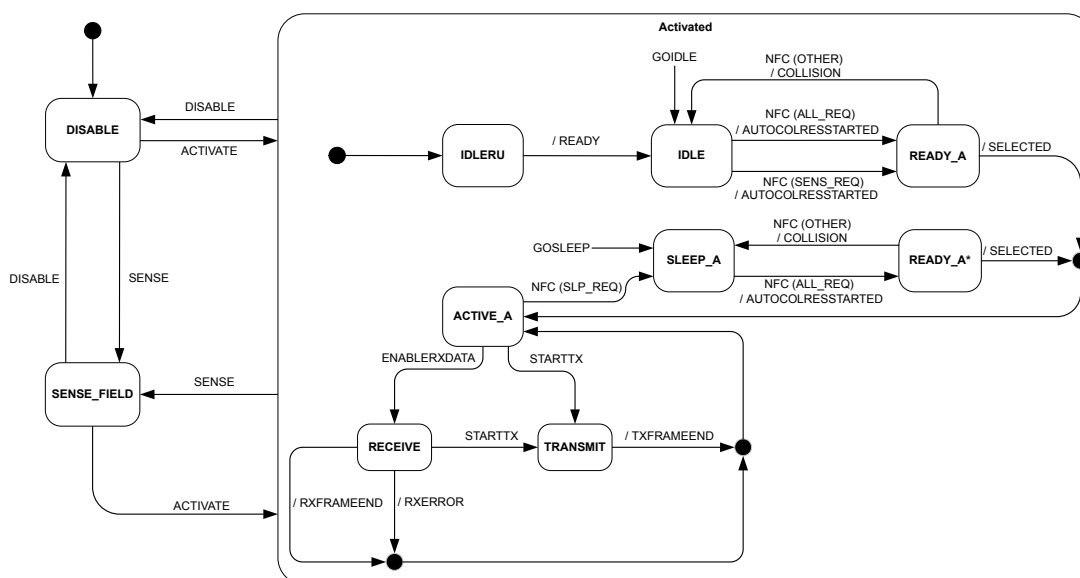 Activated
GOIDLE
NFC (OTHER)
/ COLLISION
DISABLE
DISABLE
ACTIVATE
IDLERU
/ READY
IDLE
NFC (ALL_REQ)
/ AUTOCOLRESSTARTED
NFC (SENS_REQ)
/ AUTOCOLRESSTARTED
READY_A
/ SELECTED
GOSLEEP
SLEEP_A
NFC (OTHER)
/ COLLISION
READY_A*
/ SELECTED
NFC (ALL_REQ)
/ AUTOCOLRESSTARTED
DISABLE
SENSE
NFC (SLP_REQ)
ACTIVE_A
ENABLERXDATA
STARTTX
SENSE_FIELD
SENSE
RECEIVE
STARTTX
TRANSMIT
/ TXFRAMEEND
/ RXFRAMEEND
/ RXERROR
ACTIVATE